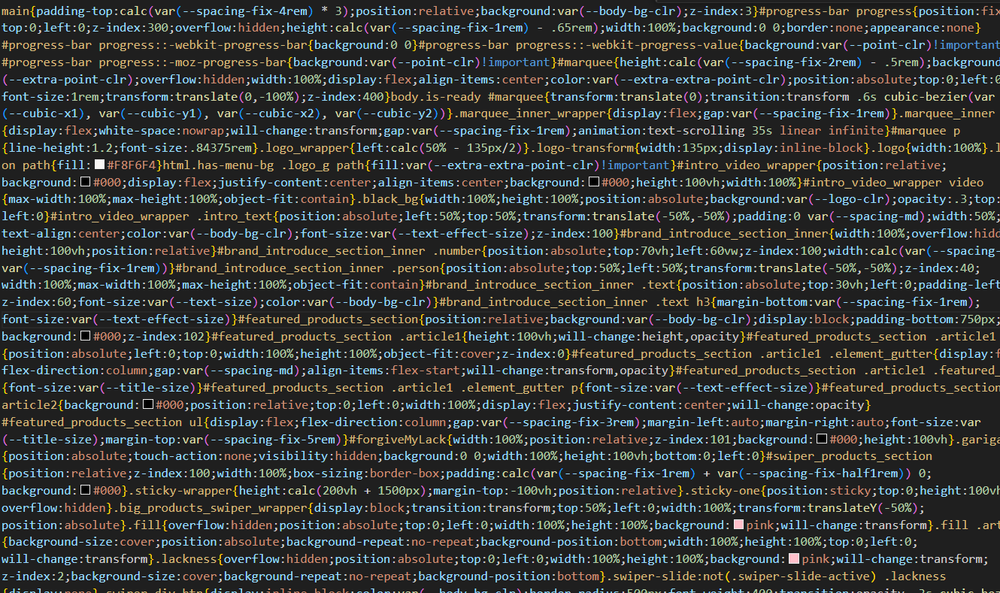 main{padding-top:calc(var(--spacing-fix-4rem) * 3);position:relative;background:var(--body-bg-clr);z-index:3}#progress-bar progress{position:fix
top:0;left:0;z-index:300;overflow:hidden;height:calc(var(--spacing-fix-1rem) - .65rem);width:100%;background:0 0;border:none;appearance:none}
#progress-bar progress::-webkit-progress-bar{background:0 0}#progress-bar progress::-webkit-progress-value{background:var(--point-clr)!important
#progress-bar progress::-moz-progress-bar{background:var(--point-clr)!important}#marquee{height:calc(var(--spacing-fix-2rem) - .5rem);background
(--extra-point-clr);overflow:hidden;width:100%;display:flex;align-items:center;color:var(--extra-extra-point-clr);position:absolute;top:0;left:0
font-size:1rem;transform:translate(0,-100%);z-index:400}body.is-ready #marquee{transform:translate(0);transition:transform .6s cubic-bezier(var
(--cubic-x1), var(--cubic-y1), var(--cubic-x2), var(--cubic-y2))}.marquee_inner_wrapper{display:flex;gap:var(--spacing-fix-1rem)}.marquee_inner
{display:flex;white-space:nowrap;will-change:transform;gap:var(--spacing-fix-1rem);animation:text-scrolling 35s linear infinite}#marquee p
{line-height:1.2;font-size:.84375rem}.logo_wrapper{left:calc(50% - 135px/2)}.logo-transform{width:135px;display:inline-block}.logo{width:100%}.l
on path{fill:#F8F6F4}html.has-menu-bg .logo_g path{fill:var(--extra-extra-point-clr)!important}#intro_video_wrapper{position:relative;
background:#000;display:flex;justify-content:center;align-items:center;background:#000;height:100vh;width:100%}#intro_video_wrapper video
{max-width:100%;max-height:100%;object-fit:contain}.black_bg{width:100%;height:100%;position:absolute;background:var(--logo-clr);opacity:.3;top:
left:0}#intro_video_wrapper .intro_text{position:absolute;left:50%;top:50%;transform:translate(-50%,-50%);padding:0 var(--spacing-md);width:50%;
text-align:center;color:var(--body-bg-clr);font-size:var(--text-effect-size);z-index:100}#brand_introduce_section_inner{width:100%;overflow:hidd
height:100vh;position:relative}#brand_introduce_section_inner .number{position:absolute;top:70vh;left:60vw;z-index:100;width:calc(var(--spacing-
var(--spacing-fix-1rem))}#brand_introduce_section_inner .person{position:absolute;top:50%;left:50%;transform:translate(-50%,-50%);z-index:40;
width:100%;max-width:100%;max-height:100%;object-fit:contain}#brand_introduce_section_inner .text{position:absolute;top:30vh;left:0;padding-left
z-index:60;font-size:var(--text-size);color:var(--body-bg-clr)}#brand_introduce_section_inner .text h3{margin-bottom:var(--spacing-fix-1rem);
font-size:var(--text-effect-size)}#featured_products_section{position:relative;background:var(--body-bg-clr);display:block;padding-bottom:750px;
background:#000;z-index:102}#featured_products_section .article1{height:100vh;will-change:height,opacity}#featured_products_section .article1
{position:absolute;left:0;top:0;width:100%;height:100%;object-fit:cover;z-index:0}#featured_products_section .article1 .element_gutter{display:f
flex-direction:column;gap:var(--spacing-md);align-items:flex-start;will-change:transform,opacity}#featured_products_section .article1 .featured_
{font-size:var(--title-size)}#featured_products_section .article1 .element_gutter p{font-size:var(--text-effect-size)}#featured_products_section
article2{background:#000;position:relative;top:0;left:0;width:100%;display:flex;justify-content:center;will-change:opacity}
#featured_products_section ul{display:flex;flex-direction:column;gap:var(--spacing-fix-3rem);margin-left:auto;margin-right:auto;font-size:var
(--title-size);margin-top:var(--spacing-fix-5rem)}#forgiveMyLack{width:100%;position:relative;z-index:101;background:#000;height:100vh}.gariga
{position:absolute;touch-action:none;visibility:hidden;background:0 0;width:100%;height:100vh;bottom:0;left:0}#swiper_products_section
{position:relative;z-index:100;width:100%;box-sizing:border-box;padding:calc(var(--spacing-fix-1rem) + var(--spacing-fix-half1rem)) 0;
background:#000}.sticky-wrapper{height:calc(200vh + 1500px);margin-top:-100vh;position:relative}.sticky-one{position:sticky;top:0;height:100vh
overflow:hidden}.big_products_swiper_wrapper{display:block;transition:transform;top:50%;left:0;width:100%;transform:translateY(-50%);
position:absolute}.fill{overflow:hidden;position:absolute;top:0;left:0;width:100%;height:100%;background:pink;will-change:transform}.fill .art
{background-size:cover;position:absolute;background-repeat:no-repeat;background-position:bottom;width:100%;height:100%;top:0;left:0;
will-change:transform}.lackness{overflow:hidden;position:absolute;top:0;left:0;width:100%;height:100%;background:pink;will-change:transform;
z-index:2;background-size:cover;background-repeat:no-repeat;background-position:bottom}.swiper-slide:not(.swiper-slide-active) .lackness